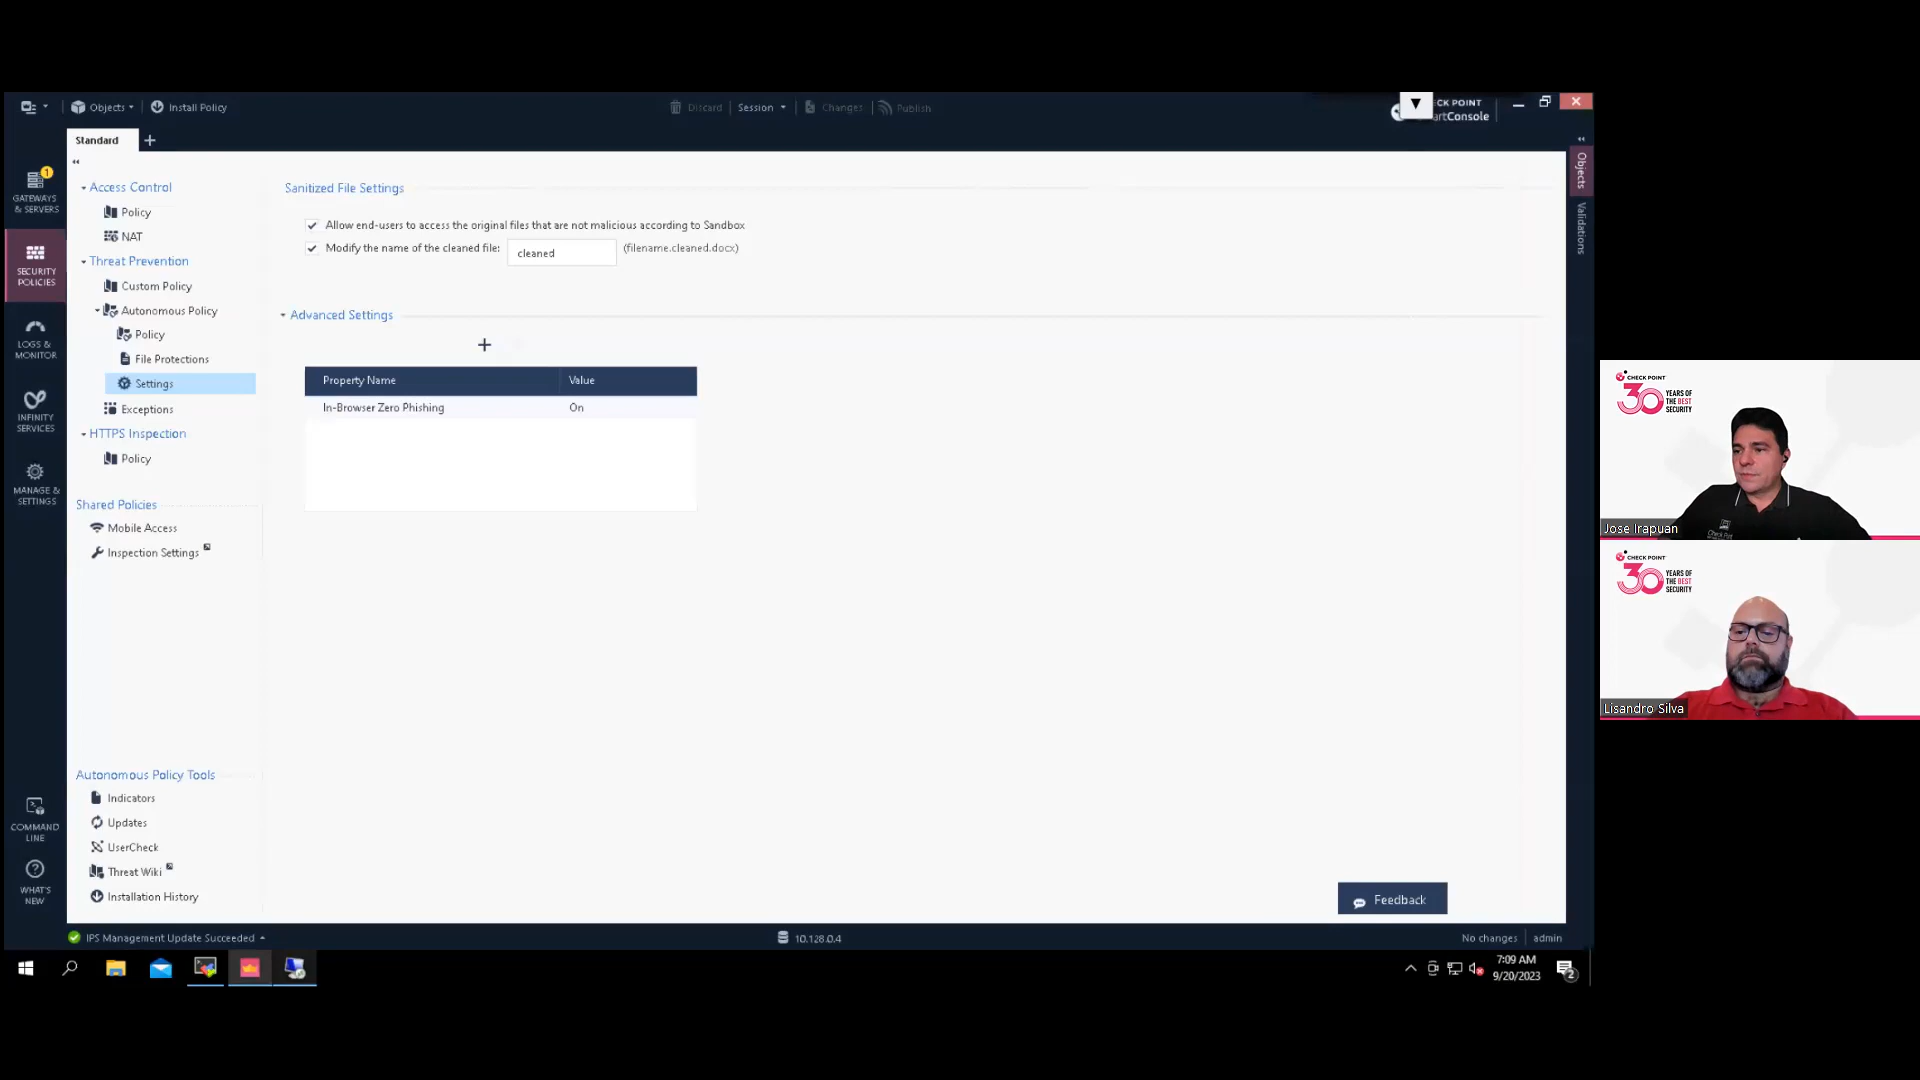 Objects
Install Policy
Discard
Session
Changes
Publish
CK POINT
artConsole
Standard
GATEWAYS
& SERVERS
1
SECURITY
POLICIES
LOGS &
MONITOR
INFINITY
SERVICES
MANAGE &
SETTINGS
COMMAND
LINE
WHAT'S
NEW
Access Control
Policy
NAT
Threat Prevention
Custom Policy
Autonomous Policy
Policy
File Protections
Settings
Exceptions
HTTPS Inspection
Policy
Shared Policies
Mobile Access
Inspection Settings
Autonomous Policy Tools
Indicators
Updates
UserCheck
Threat Wiki
Installation History
Sanitized File Settings
Allow end-users to access the original files that are not malicious according to Sandbox
Modify the name of the cleaned file: cleaned (filename.cleaned.docx)
Advanced Settings
Property Name Value
In-Browser Zero Phishing On
Feedback
Objects
Validations
IPS Management Update Succeeded
10.128.0.4
No changes
admin
7:09 AM
9/20/2023
2
CHECK POINT
30 YEARS OF
THE BEST
SECURITY
Check Point
Jose Irapuan
CHECK POINT
30 YEARS OF
THE BEST
SECURITY
Lisandro Silva